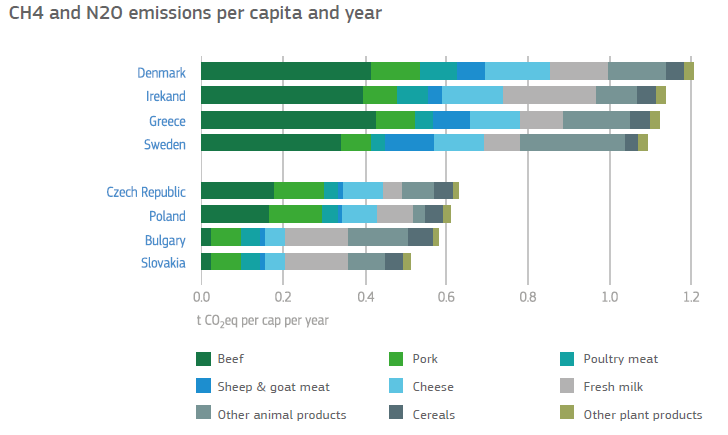 CH4 and N2O emissions per capita and year
Denmark
Irekand
Greece
Sweden
Czech Republic
Poland
Bulgary
Slovakia
0.0 0.2 0.4 0.6 0.8 1.0 1.2
t CO₂eq per cap per year
Beef Pork Poultry meat
Sheep & goat meat Cheese Fresh milk
Other animal products Cereals Other plant products